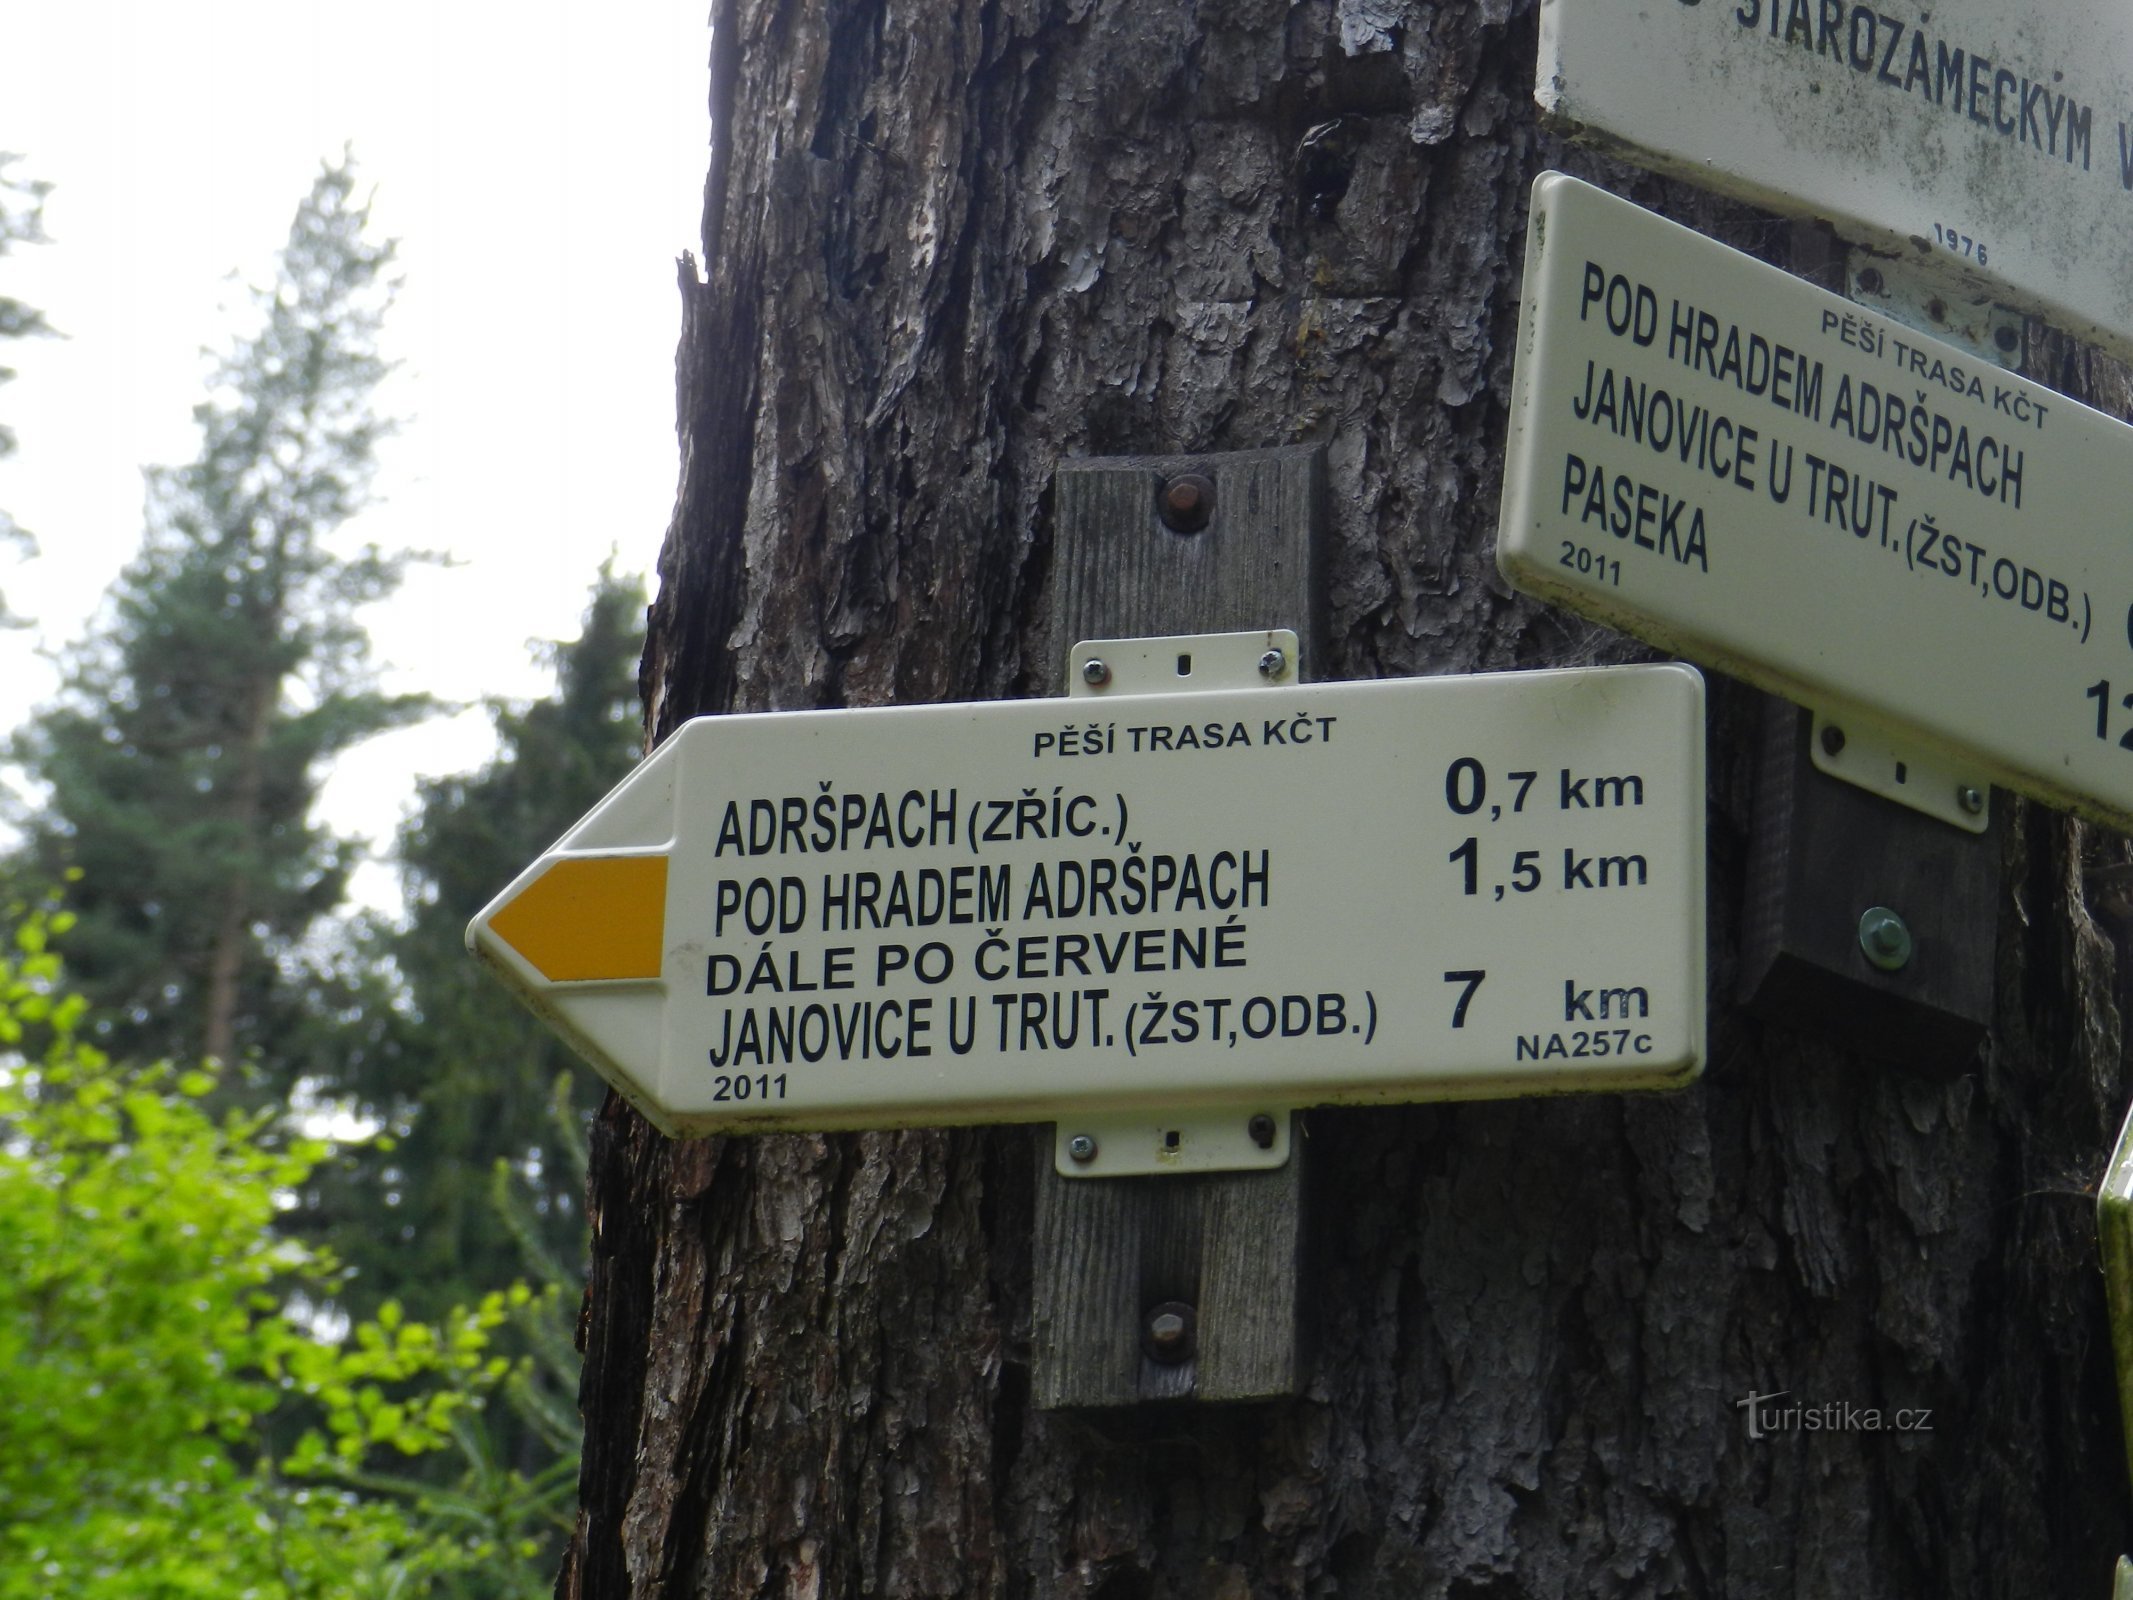 STAROZÁMECKÝM
1976
PĚŠÍ TRASA KČT
POD HRADEM ADRŠPACH
JANOVICE U TRUT.(ŽST,ODB.)
PASEKA
2011
PĚŠÍ TRASA KČT
ADRŠPACH (ZŘÍC.) 0,7 km
POD HRADEM ADRŠPACH 1,5 km
DÁLE PO ČERVENÉ
JANOVICE U TRUT.(ŽST,ODB.) 7 km
NA257c
2011
Turistika.cz